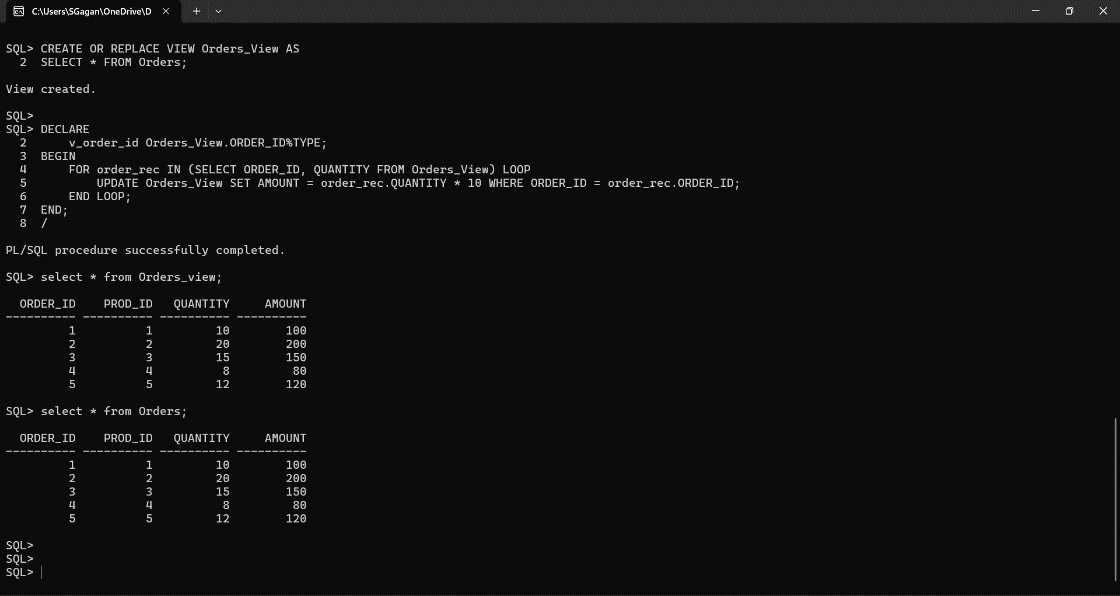 C:\Users\SGagan\OneDrive\D
SQL> CREATE OR REPLACE VIEW Orders_View AS
  2  SELECT * FROM Orders;
View created.
SQL>
SQL> DECLARE
  2      v_order_id Orders_View.ORDER_ID%TYPE;
  3  BEGIN
  4      FOR order_rec IN (SELECT ORDER_ID, QUANTITY FROM Orders_View) LOOP
  5          UPDATE Orders_View SET AMOUNT = order_rec.QUANTITY * 10 WHERE ORDER_ID = order_rec.ORDER_ID;
  6      END LOOP;
  7  END;
  8  /
PL/SQL procedure successfully completed.
SQL> select * from Orders_view;
  ORDER_ID    PROD_ID   QUANTITY     AMOUNT
---------- ---------- ---------- ----------
         1          1         10        100
         2          2         20        200
         3          3         15        150
         4          4          8         80
         5          5         12        120
SQL> select * from Orders;
  ORDER_ID    PROD_ID   QUANTITY     AMOUNT
---------- ---------- ---------- ----------
         1          1         10        100
         2          2         20        200
         3          3         15        150
         4          4          8         80
         5          5         12        120
SQL>
SQL>
SQL>